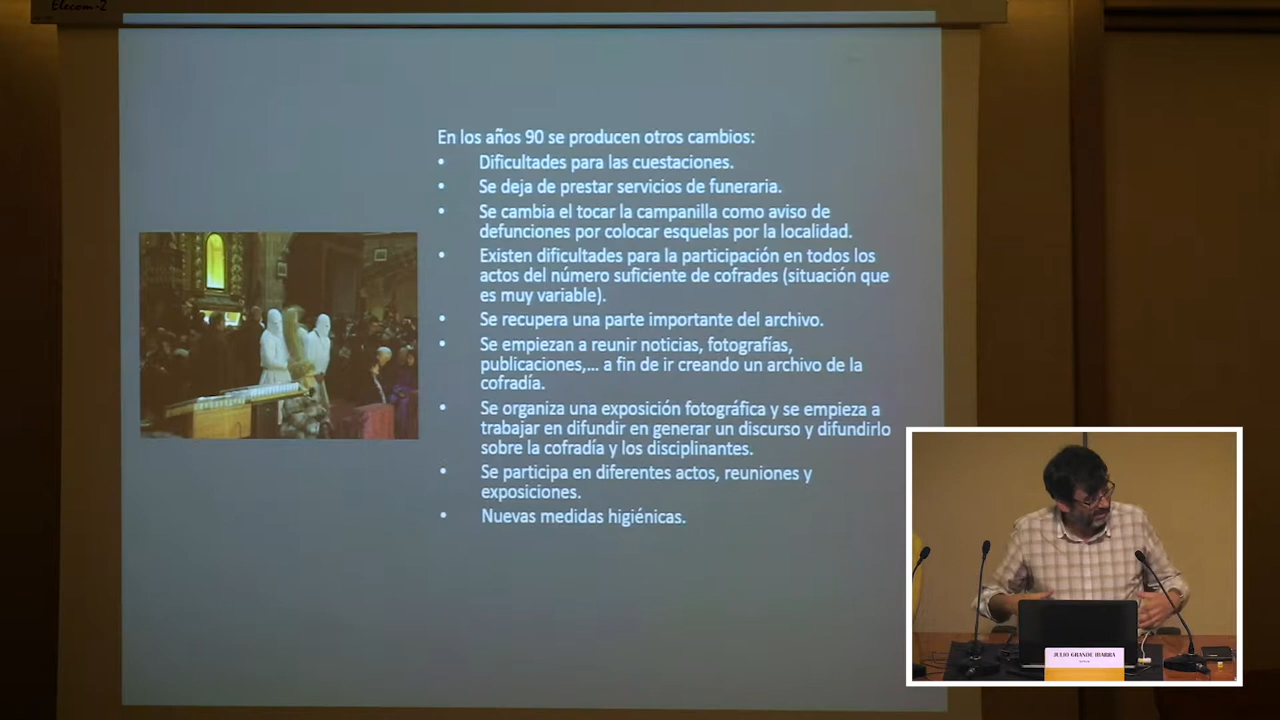 Elecom-2
En los años 90 se producen otros cambios:
• Dificultades para las cuestaciones.
• Se deja de prestar servicios de funeraria.
• Se cambia el tocar la campanilla como aviso de
defunciones por colocar esquelas por la localidad.
• Existen dificultades para la participación en todos los
actos del número suficiente de cofrades (situación que
es muy variable).
• Se recupera una parte importante del archivo.
• Se empiezan a reunir noticias, fotografías,
publicaciones,... a fin de ir creando un archivo de la
cofradía.
• Se organiza una exposición fotográfica y se empieza a
trabajar en difundir en generar un discurso y difundirlo
sobre la cofradía y los disciplinantes.
• Se participa en diferentes actos, reuniones y
exposiciones.
• Nuevas medidas higiénicas.
JULIO GRANDE IBARRA